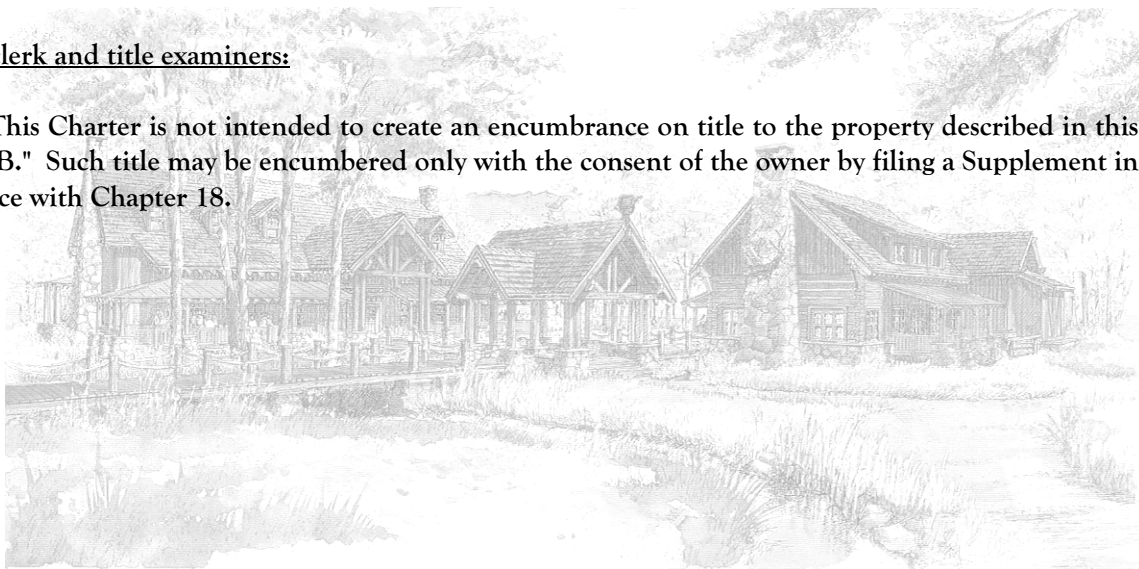 lerk and title examiners:
This Charter is not intended to create an encumbrance on title to the property described in this
B." Such title may be encumbered only with the consent of the owner by filing a Supplement in
ce with Chapter 18.